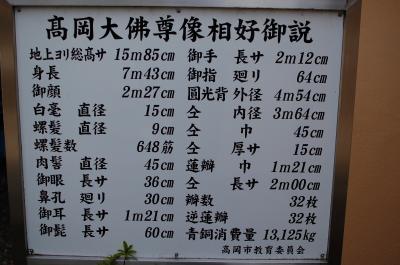 高岡大佛尊像相好御説
地上ヨリ総高サ 15m85㎝
身長 7m43㎝
御顔 2m27㎝
白毫 直径 15㎝
螺髪 直径 9㎝
螺髪数 648筋
肉髻 直径 45㎝
御眼 長サ 36㎝
鼻孔 廻リ 30㎝
御耳 長サ 1m21㎝
御髭 長サ 60㎝
御手 長サ 2m12㎝
御指 廻リ 64㎝
圓光背 外径 4m54㎝
仝 内径 3m64㎝
仝 巾 45㎝
仝 厚サ 15㎝
蓮瓣 巾 1m21㎝
仝 長サ 2m00㎝
瓣数 32枚
逆蓮瓣 32枚
青銅消費量 13,125kg
高岡市教育委員会